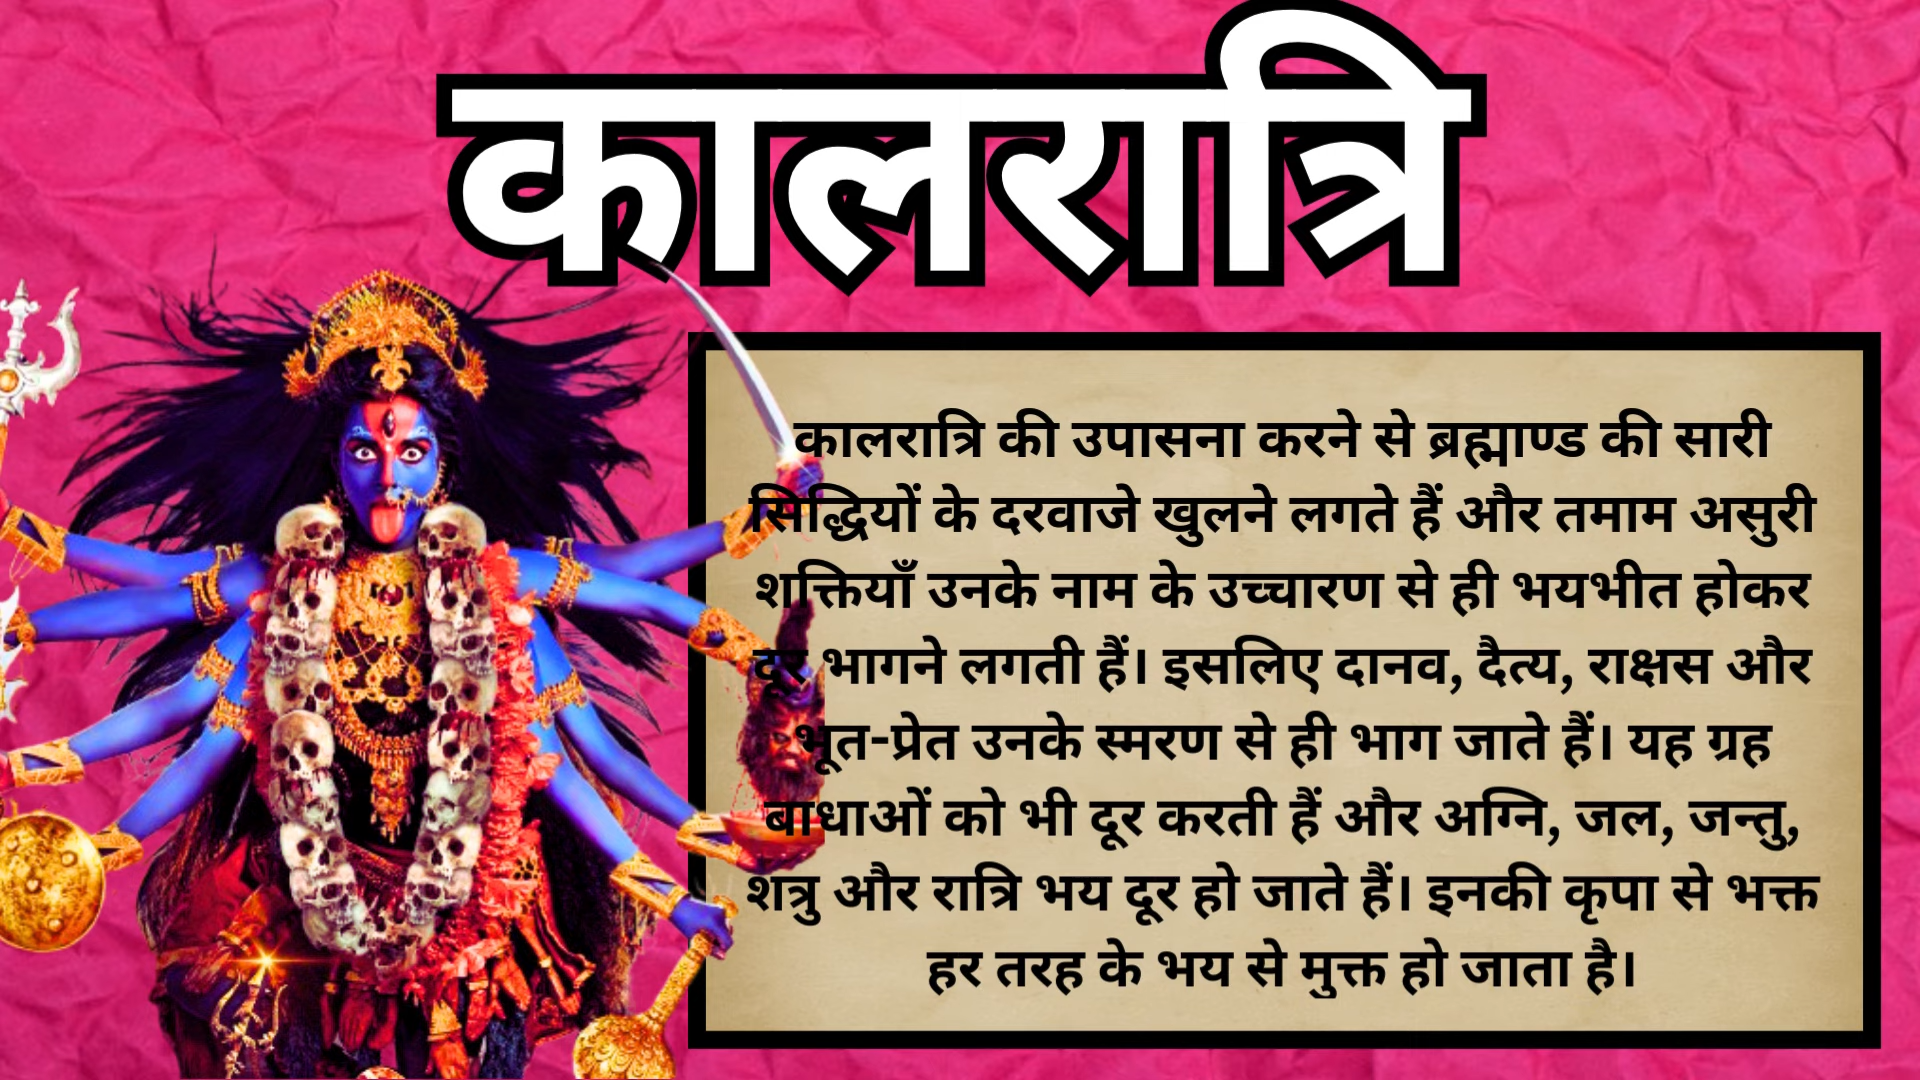 कालरात्रि
कालरात्रि की उपासना करने से ब्रह्माण्ड की सारी
सिद्धियों के दरवाजे खुलने लगते हैं और तमाम असुरी
शक्तियाँ उनके नाम के उच्चारण से ही भयभीत होकर
दूर भागने लगती हैं। इसलिए दानव, दैत्य, राक्षस और
भूत-प्रेत उनके स्मरण से ही भाग जाते हैं। यह ग्रह
बाधाओं को भी दूर करती हैं और अग्नि, जल, जन्तु,
शत्रु और रात्रि भय दूर हो जाते हैं। इनकी कृपा से भक्त
हर तरह के भय से मुक्त हो जाता है।